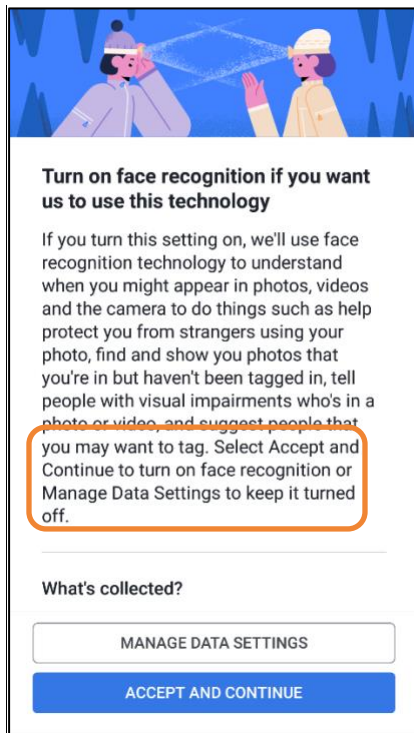 Turn on face recognition if you want
us to use this technology
If you turn this setting on, we'll use face
recognition technology to understand
when you might appear in photos, videos
and the camera to do things such as help
protect you from strangers using your
photo, find and show you photos that
you're in but haven't been tagged in, tell
people with visual impairments who's in a
photo or video, and suggest people that
you may want to tag. Select Accept and
Continue to turn on face recognition or
Manage Data Settings to keep it turned
off.
What's collected?
MANAGE DATA SETTINGS
ACCEPT AND CONTINUE